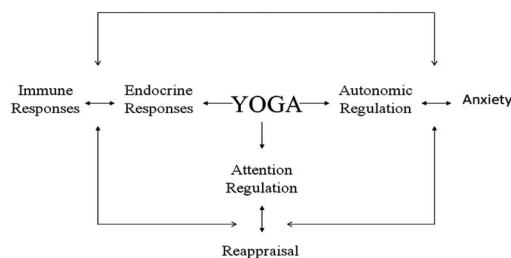 Immune
Responses
Endocrine
Responses
YOGA
Autonomic
Regulation
Anxiety
Attention
Regulation
Reappraisal